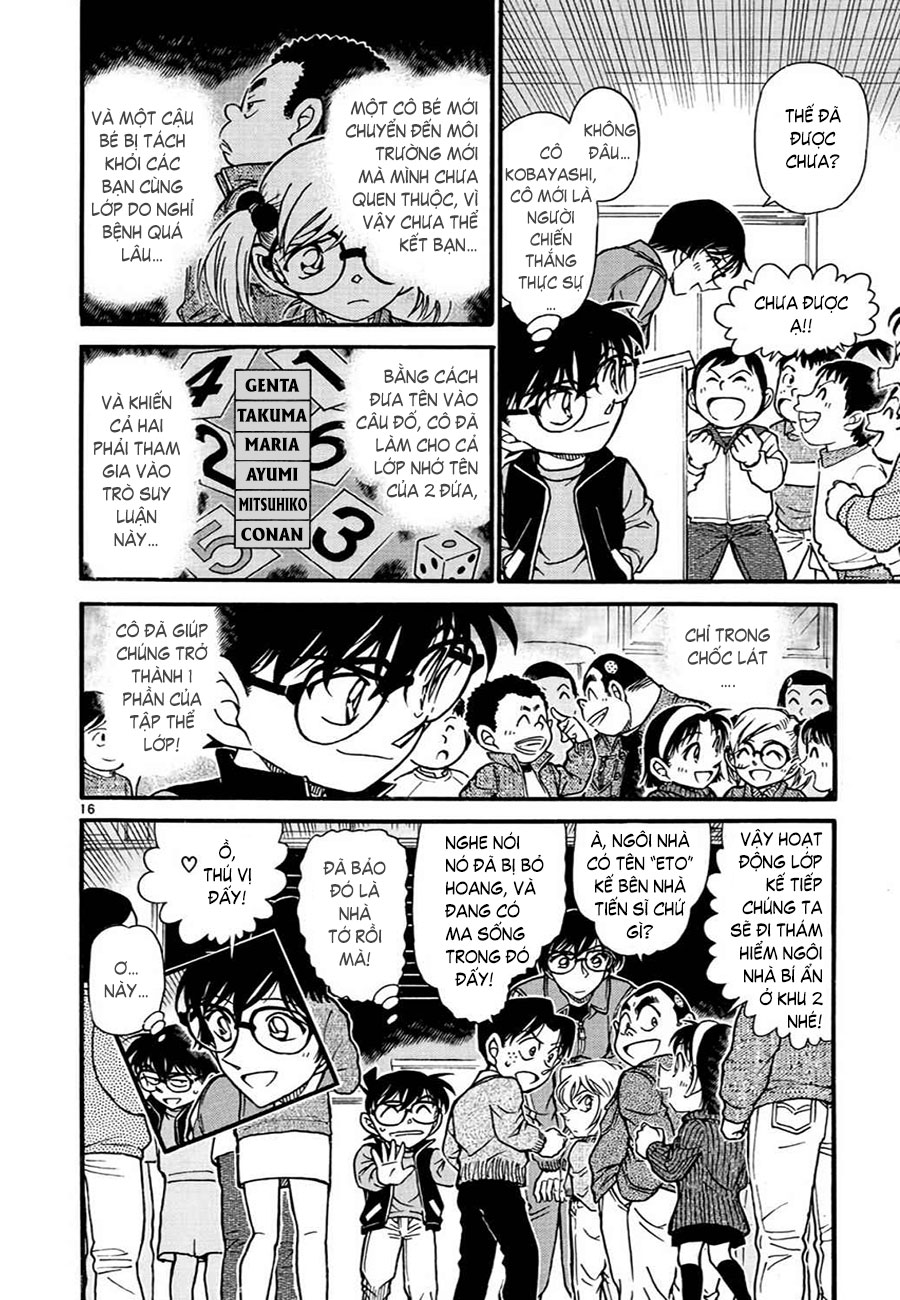 THẾ ĐÃ
ĐƯỢC
CHƯA?
CHƯA ĐƯỢC
Ạ!!
KHÔNG
ĐÂU...
CÔ
KOBAYASHI,
CÔ MỚI LÀ
NGƯỜI
CHIẾN
THẮNG
THỰC SỰ
...
MỘT CÔ BÉ MỚI
CHUYỂN ĐẾN MÔI
TRƯỜNG MỚI
MÀ MÌNH CHƯA
QUEN THUỘC, VÌ
VẬY CHƯA THỂ
KẾT BẠN...
VÀ MỘT CẬU
BÉ BỊ TÁCH
KHỎI CÁC
BẠN CÙNG
LỚP DO NGHỈ
BỆNH QUÁ
LÂU...
BẰNG CÁCH
ĐƯA TÊN VÀO
CÂU ĐỐ, CÔ ĐÃ
LÀM CHO CẢ
LỚP NHỚ TÊN
CỦA 2 ĐỨA,
4
1
2
6
5
3
GENTA
TAKUMA
MARIA
AYUMI
MITSUHIKO
CONAN
VÀ KHIẾN
CẢ HAI
PHẢI THAM
GIA VÀO
TRÒ SUY
LUẬN
NÀY...
CHỈ TRONG
CHỐC LÁT
....
CÔ ĐÃ GIÚP
CHÚNG TRỞ
THÀNH 1
PHẦN CỦA
TẬP THỂ
LỚP!
16
VẬY HOẠT
ĐỘNG LỚP
KẾ TIẾP
CHÚNG TA
SẼ ĐI THÁM
HIỂM NGÔI
NHÀ BÍ ẨN
Ở KHU 2
NHÉ!
À, NGÔI NHÀ
CÓ TÊN “ETO”
KẾ BÊN NHÀ
TIẾN SĨ CHỨ
GÌ?
NGHE NÓI
NÓ ĐÃ BỊ BỎ
HOANG, VÀ
ĐANG CÓ
MA SỐNG
TRONG ĐÓ
ĐẤY!
ĐÃ BẢO
ĐÓ LÀ
NHÀ
TỚ RỒI
MÀ!
Ồ,
THÚ VỊ
ĐẤY!
♥
Ơ...
NÀY...